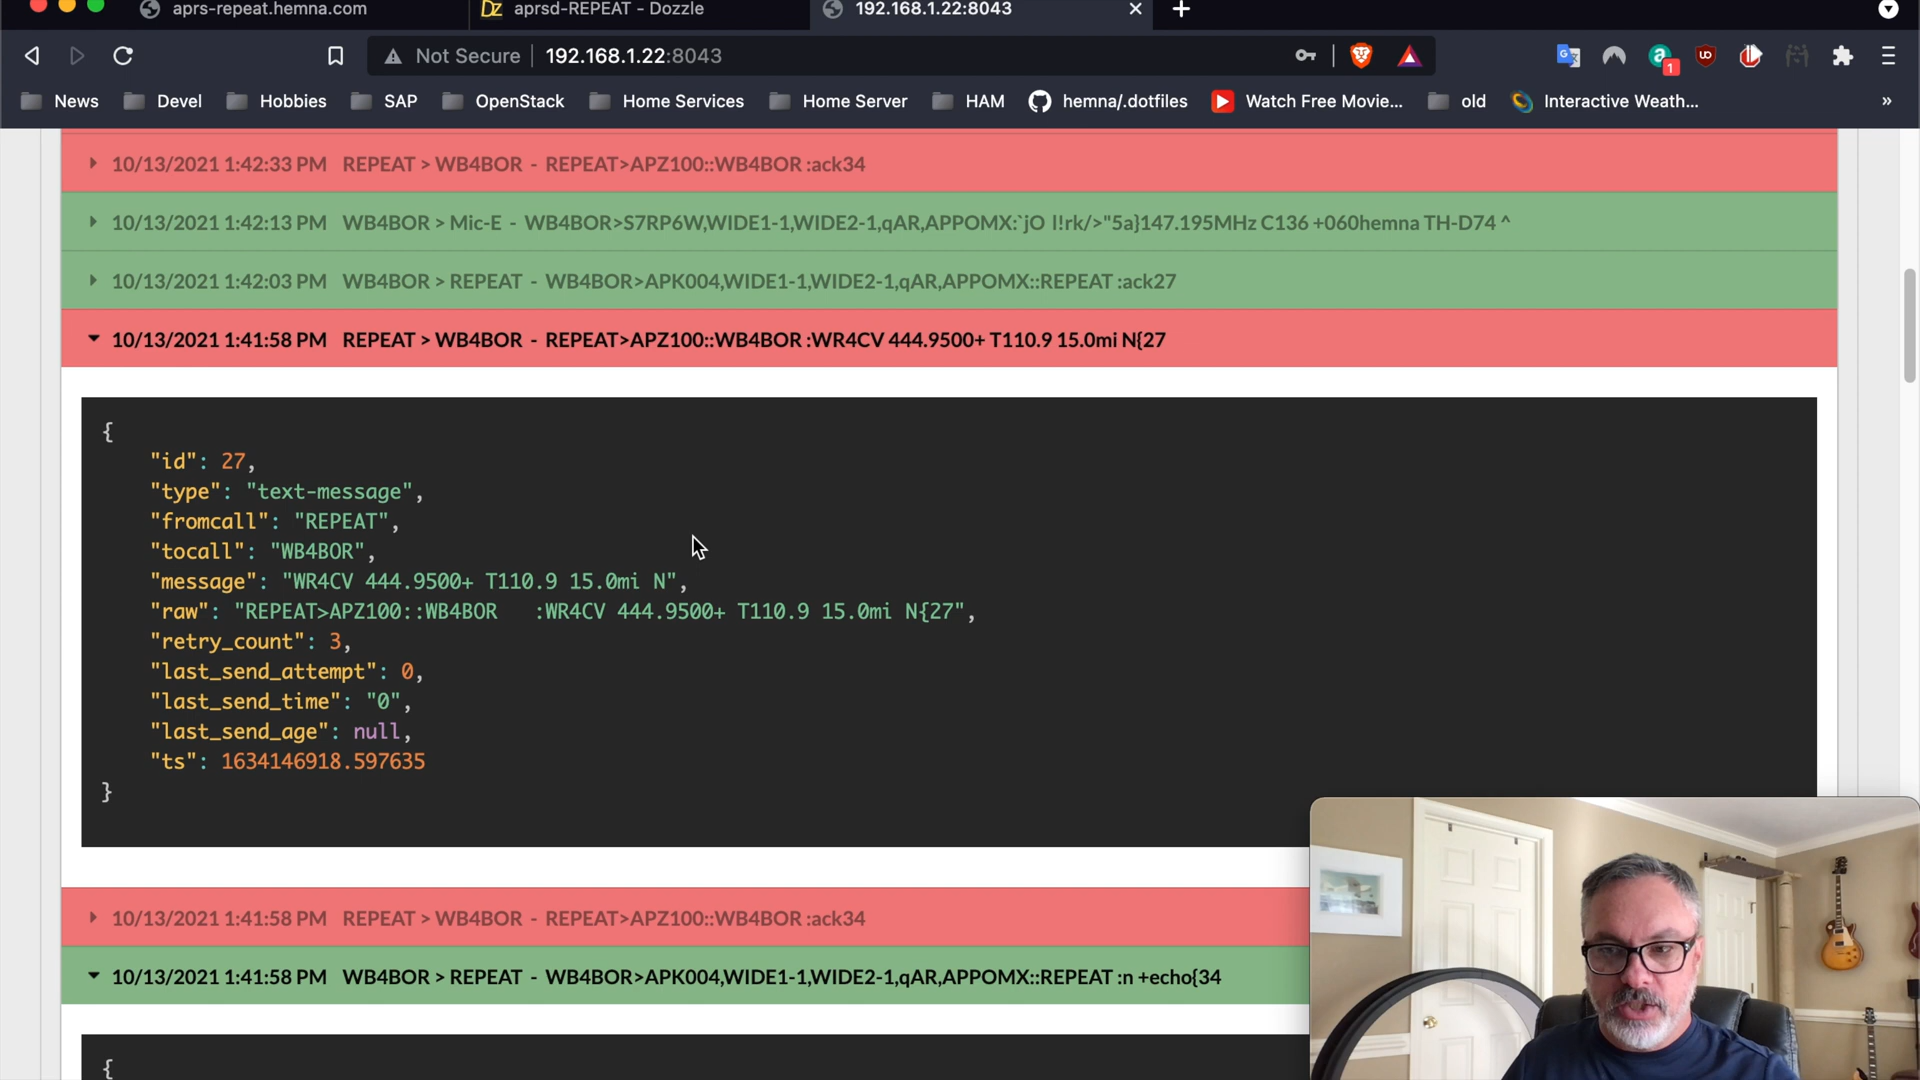 aprs-repeat.hemna.com
Dz aprsd-REPEAT - Dozzle
192.168.1.22:8043
Not Secure 192.168.1.22:8043
1
News Devel Hobbies SAP OpenStack Home Services Home Server HAM hemna/.dotfiles Watch Free Movie... old Interactive Weath... »
10/13/2021 1:42:33 PM REPEAT > WB4BOR - REPEAT>APZ100::WB4BOR :ack34
10/13/2021 1:42:13 PM WB4BOR > Mic-E - WB4BOR>S7RP6W,WIDE1-1,WIDE2-1,qAR,APPOMX:`jO l!rk/>"5a}147.195MHz C136 +060hemna TH-D74 ^
10/13/2021 1:42:03 PM WB4BOR > REPEAT - WB4BOR>APK004,WIDE1-1,WIDE2-1,qAR,APPOMX::REPEAT :ack27
10/13/2021 1:41:58 PM REPEAT > WB4BOR - REPEAT>APZ100::WB4BOR :WR4CV 444.9500+ T110.9 15.0mi N{27
{
"id": 27,
"type": "text-message",
"fromcall": "REPEAT",
"tocall": "WB4BOR",
"message": "WR4CV 444.9500+ T110.9 15.0mi N",
"raw": "REPEAT>APZ100::WB4BOR   :WR4CV 444.9500+ T110.9 15.0mi N{27",
"retry_count": 3,
"last_send_attempt": 0,
"last_send_time": "0",
"last_send_age": null,
"ts": 1634146918.597635
}
10/13/2021 1:41:58 PM REPEAT > WB4BOR - REPEAT>APZ100::WB4BOR :ack34
10/13/2021 1:41:58 PM WB4BOR > REPEAT - WB4BOR>APK004,WIDE1-1,WIDE2-1,qAR,APPOMX::REPEAT :n +echo{34
{